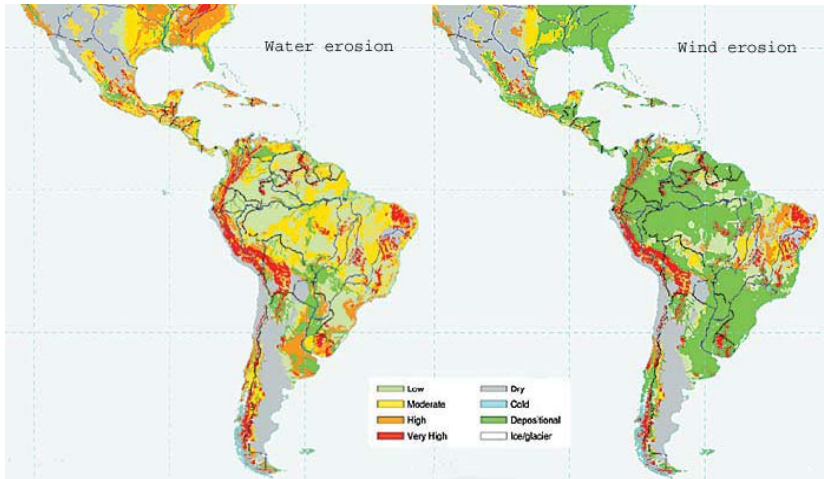 Water erosion
Wind erosion
Low
Moderate
High
Very High
Dry
Cold
Depositional
Ice/glacier